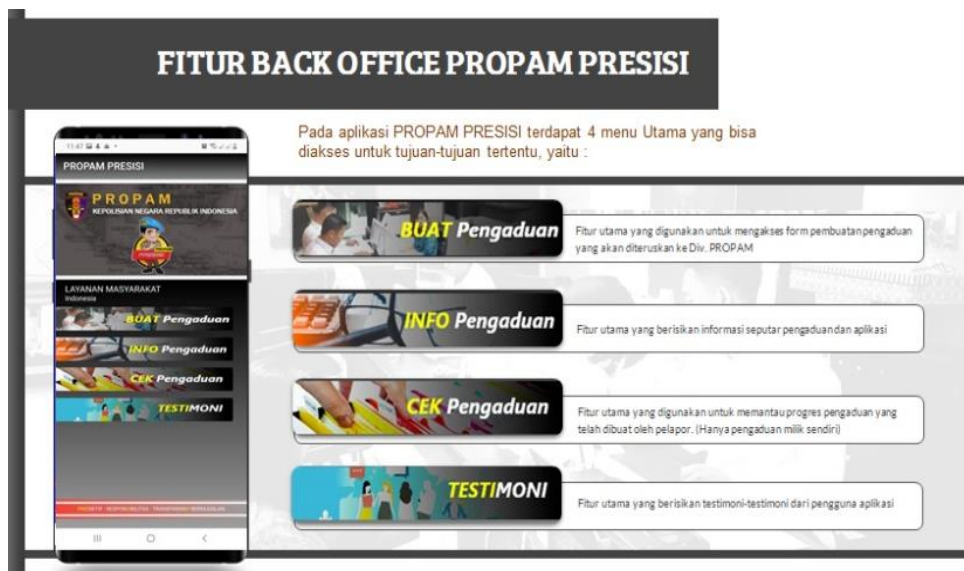 FITUR BACK OFFICE PROPAM PRESISI
Pada aplikasi PROPAM PRESISI terdapat 4 menu Utama yang bisa
diakses untuk tujuan-tujuan tertentu, yaitu :
11.47
PROPAM PRESISI
PROPAM
KEPOLISIAN NEGARA REPUBLIK INDONESIA
LAYANAN MASYARAKAT
Indonesia
BUAT Pengaduan
INFO Pengaduan
CEK Pengaduan
TESTIMONI
BUAT Pengaduan
Fitur utama yang digunakan untuk mengakses form pembuatan pengaduan
yang akan diteruskan ke Div. PROPAM
INFO Pengaduan
Fitur utama yang berisikan informasi seputar pengaduan dan aplikasi
CEK Pengaduan
Fitur utama yang digunakan untuk memantau progres pengaduan yang
telah dibuat oleh pelapor. (Hanya pengaduan milik sendiri)
TESTIMONI
Fitur utama yang berisikan testimoni-testimoni dari pengguna aplikasi